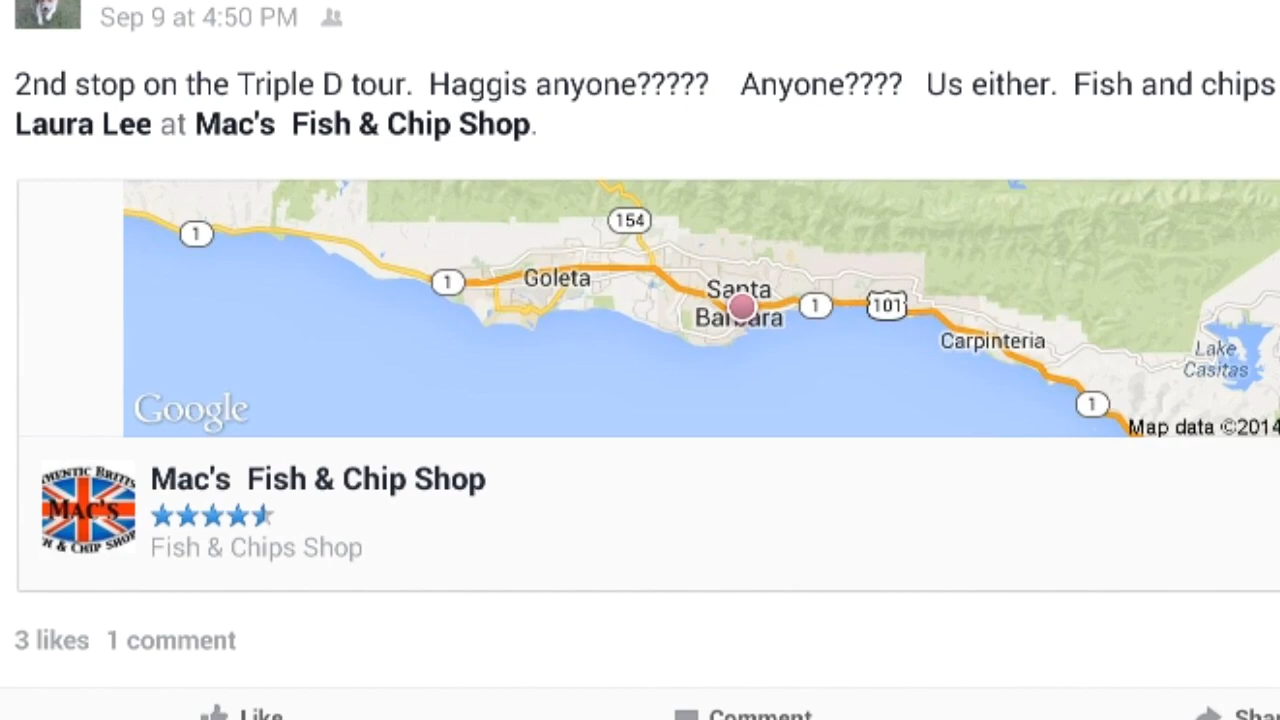 Sep 9 at 4:50 PM
2nd stop on the Triple D tour.  Haggis anyone?????    Anyone????   Us either.  Fish and chips
Laura Lee at Mac's  Fish & Chip Shop.
154
1
1
Goleta
Santa
Barbara
1
101
Carpinteria
Lake
Casitas
1
Google
Map data ©2014
MAC'S
& CHIP SHOP
Mac's  Fish & Chip Shop
Fish & Chips Shop
3 likes   1 comment
Like
Comment